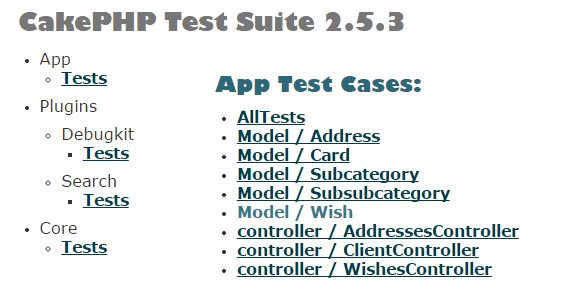 CakePHP Test Suite 2.5.3
App
Tests
Plugins
Debugkit
Tests
Search
Tests
Core
Tests
App Test Cases:
AllTests
Model / Address
Model / Card
Model / Subcategory
Model / Subsubcategory
Model / Wish
controller / AddressesController
controller / ClientController
controller / WishesController